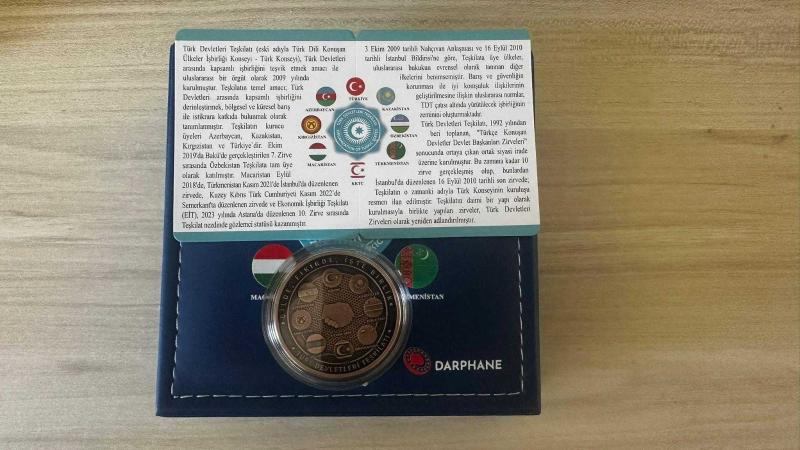 Türk Devletleri Teşkilatı (eski adıyla Türk Dili Konuşan
Ülkeler İşbirliği Konseyi - Türk Konseyi), Türk Devletleri
arasında kapsamlı işbirliğini teşvik etmek amacı ile
uluslararası bir örgüt olarak 2009 yılında
kurulmuştur. Teşkilatın temel amacı; Türk
Devletleri arasında kapsamlı işbirliğini
derinleştirmek, bölgesel ve küresel barış
ile istikrara katkıda bulunmak olarak
tanımlanmıştır. Teşkilatın kurucu
üyeleri Azerbaycan, Kazakistan,
Kırgızistan ve Türkiye'dir. Ekim
2019'da Bakü'de gerçekleştirilen 7. Zirve
sırasında Özbekistan Teşkilata tam üye
olarak katılmıştır. Macaristan Eylül
2018'de, Türkmenistan Kasım 2021'de İstanbul'da düzenlenen
zirvede, Kuzey Kıbrıs Türk Cumhuriyeti Kasım 2022'de
Semerkant'ta düzenlenen zirvede ve Ekonomik İşbirliği Teşkilatı
(EİT), 2023 yılında Astana'da düzenlenen 10. Zirve sırasında
Teşkilat nezdinde gözlemci statüsü kazanmıştır.
TÜRKİYE
AZERBAYCAN
KAZAKİSTAN
KIRGIZİSTAN
ÖZBEKİSTAN
MACARİSTAN
TÜRKMENİSTAN
KKTC
3 Ekim 2009 tarihli Nahçıvan Anlaşması ve 16 Eylül 2010
tarihli İstanbul Bildirisi'ne göre, Teşkilata üye ülkeler,
uluslararası hukukun evrensel olarak tanınan diğer
ilkelerini benimsemiştir. Barış ve güvenliğin
korunması ile iyi komşuluk ilişkilerinin
geliştirilmesine ilişkin uluslararası normlar,
TDT çatısı altında yürütülecek işbirliğinin
zeminini oluşturmaktadır.
Türk Devletleri Teşkilatı, 1992 yılından
beri toplanan, "Türkçe Konuşan
Devletler Devlet Başkanları Zirveleri"
sonucunda ortaya çıkan ortak siyasi irade
üzerine kurulmuştur. Bu zamana kadar 10
zirve gerçekleşmiş olup, bunlardan
İstanbul'da düzenlenen 16 Eylül 2010 tarihli son zirvede;
Teşkilatın o zamanki adıyla Türk Konseyinin kuruluşu
resmen ilan edilmiştir. Teşkilatın daimi bir yapı olarak
kurulmasıyla birlikte yapılan zirveler, Türk Devletleri
Zirveleri olarak yeniden adlandırılmıştır.
MAC
MENİSTAN
DİLDE, FİKİRDE, İŞTE BİRLİK
TÜRK DEVLETLERİ TEŞKİLATI
DARPHANE